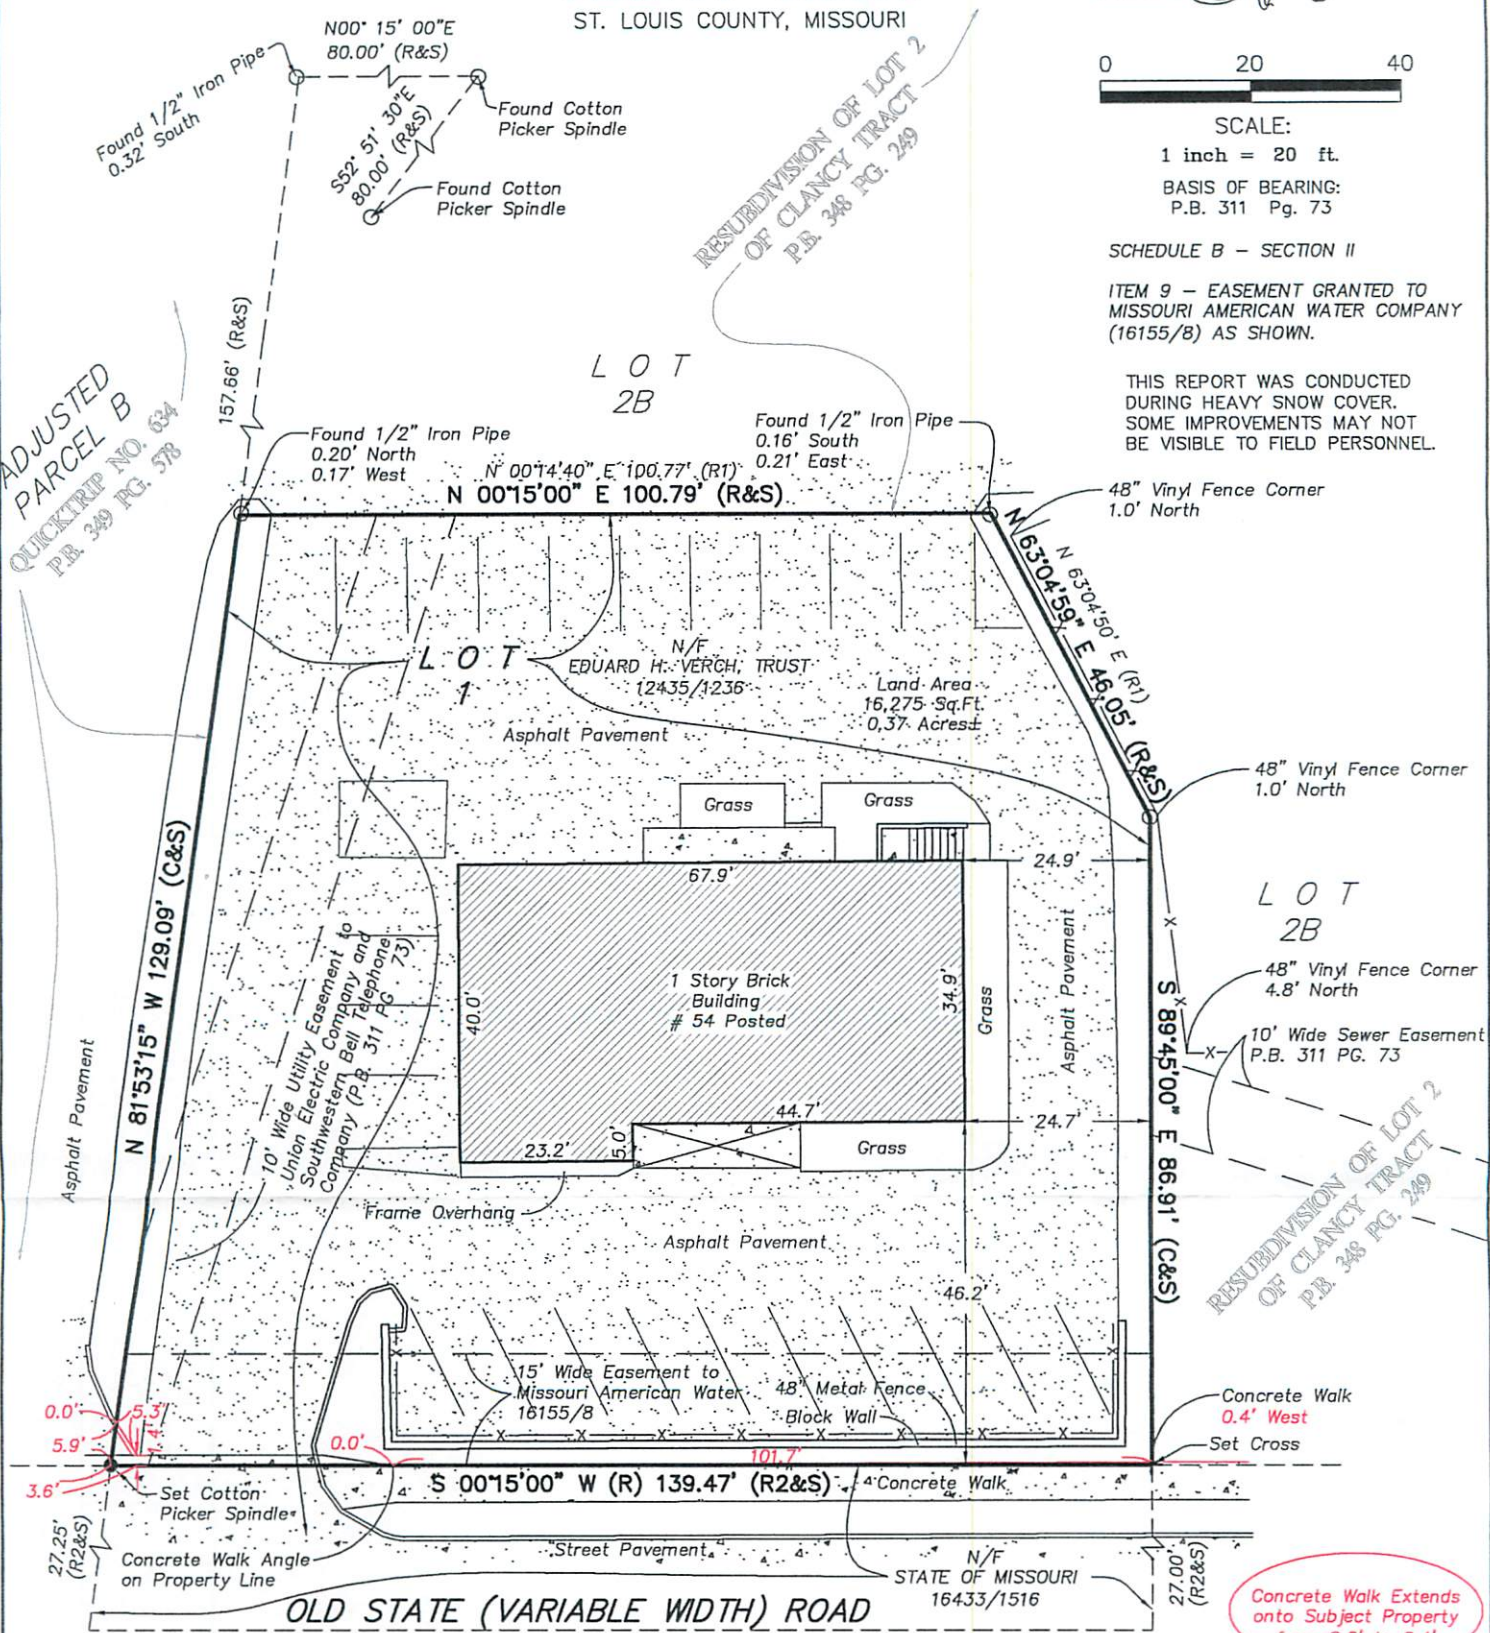 ST. LOUIS COUNTY, MISSOURI
N00° 15' 00"E
80.00' (R&S)
Found 1/2" Iron Pipe
0.32' South
Found Cotton
Picker Spindle
S52° 51' 30"E
80.00' (R&S)
Found Cotton
Picker Spindle
RESUBDIVISION OF LOT 2
OF CLANCY TRACT
P.B. 348 PG. 249
0 20 40
SCALE:
1 inch = 20 ft.
BASIS OF BEARING:
P.B. 311 Pg. 73
SCHEDULE B – SECTION II
ITEM 9 – EASEMENT GRANTED TO
MISSOURI AMERICAN WATER COMPANY
(16155/8) AS SHOWN.
THIS REPORT WAS CONDUCTED
DURING HEAVY SNOW COVER.
SOME IMPROVEMENTS MAY NOT
BE VISIBLE TO FIELD PERSONNEL.
157.66' (R&S)
ADJUSTED
PARCEL B
QUICKTRIP NO. 634
P.B. 349 PG. 578
LOT
2B
Found 1/2" Iron Pipe
0.20' North
0.17' West
Found 1/2" Iron Pipe
0.16' South
0.21' East
N 00°14'40" E 100.77' (R1)
N 00°15'00" E 100.79' (R&S)
48" Vinyl Fence Corner
1.0' North
N 63°04'50" E (R1)
N 63°04'59" E 46.05' (R&S)
LOT
1
N/F
EDUARD H. VERCH, TRUST
12435/1236
Land Area
16,275 Sq.Ft.
0.37 Acres±
Asphalt Pavement
48" Vinyl Fence Corner
1.0' North
Grass
Grass
67.9'
24.9'
N 81°53'15" W 129.09' (C&S)
LOT
2B
48" Vinyl Fence Corner
4.8' North
10' Wide Sewer Easement
P.B. 311 PG. 73
10' Wide Utility Easement to
Union Electric Company and
Southwestern Bell Telephone
Company (P.B. 311 PG 73)
40.0'
1 Story Brick
Building
# 54 Posted
34.9'
Grass
Asphalt Pavement
S 89°45'00" E 86.91' (C&S)
Asphalt Pavement
44.7'
24.7'
23.2'
5.0'
Grass
Frame Overhang
Asphalt Pavement
46.2'
RESUBDIVISION OF LOT 2
OF CLANCY TRACT
P.B. 348 PG. 249
15' Wide Easement to
Missouri American Water
16155/8
48" Metal Fence
Block Wall
Concrete Walk
0.4' West
Set Cross
0.0'
5.3'
5.9'
3.6'
0.0'
101.7'
S 00°15'00" W (R) 139.47' (R2&S)
Concrete Walk
Set Cotton
Picker Spindle
27.25'
(R2&S)
Concrete Walk Angle
on Property Line
Street Pavement
N/F
STATE OF MISSOURI
16433/1516
27.00'
(R2&S)
OLD STATE (VARIABLE WIDTH) ROAD
Concrete Walk Extends
onto Subject Property